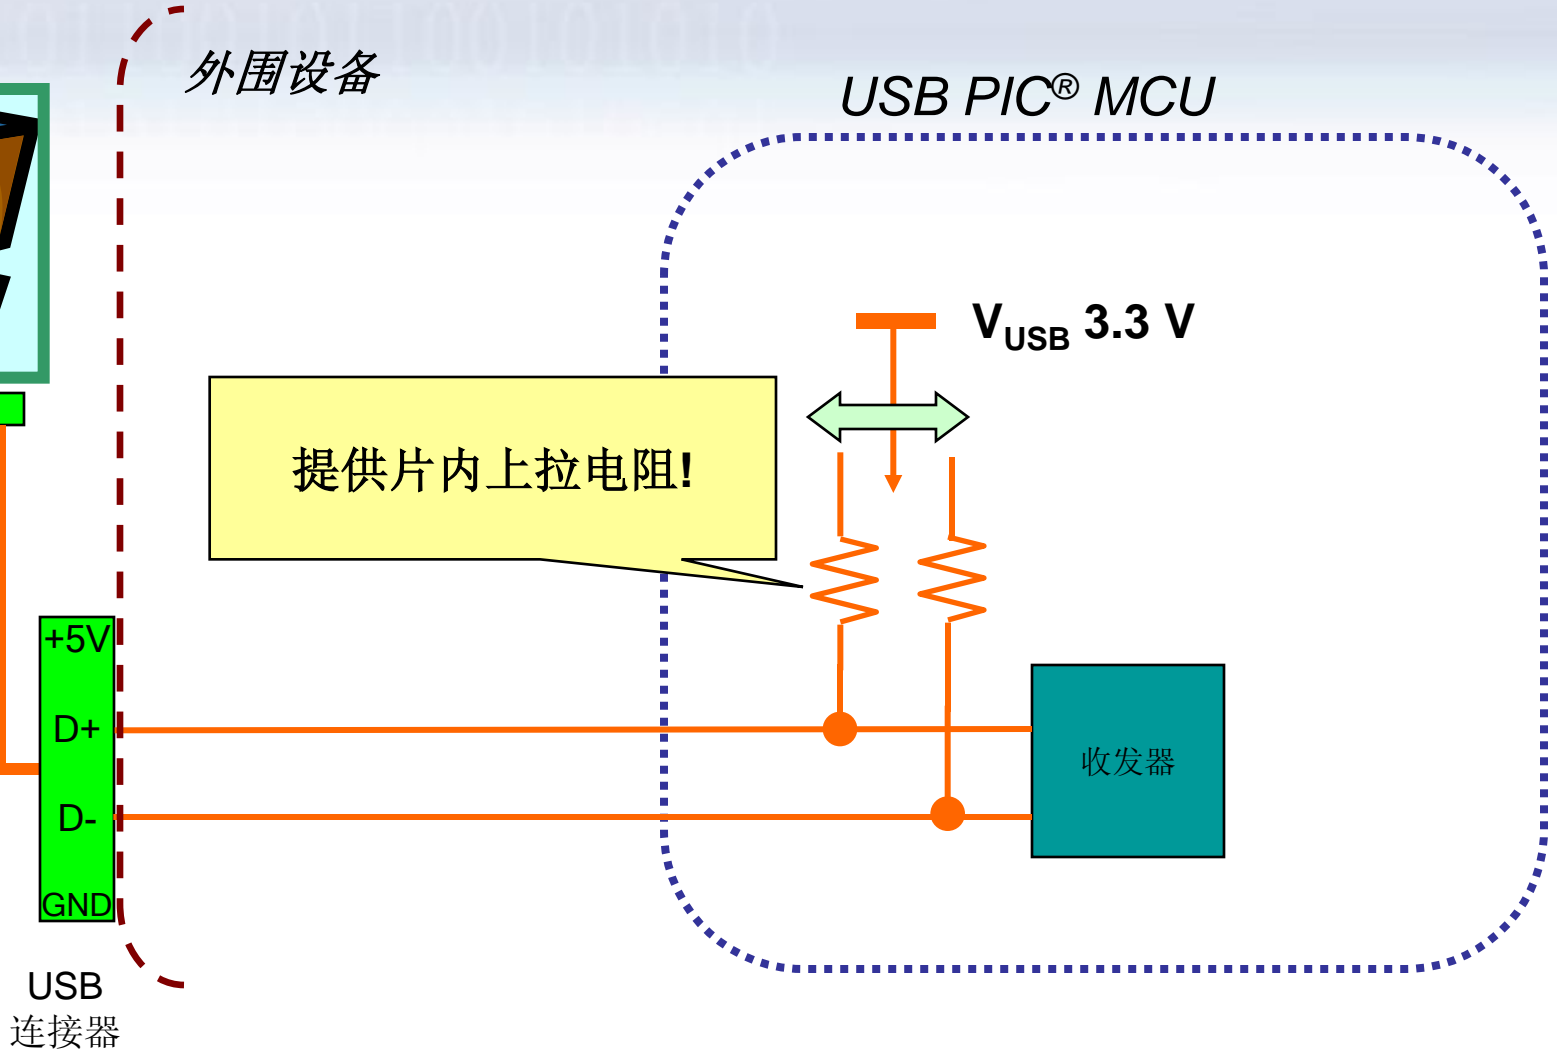 外围设备
USB PIC® MCU
VUSB 3.3 V
提供片内上拉电阻!
+5V
D+
D-
GND
收发器
USB
连接器